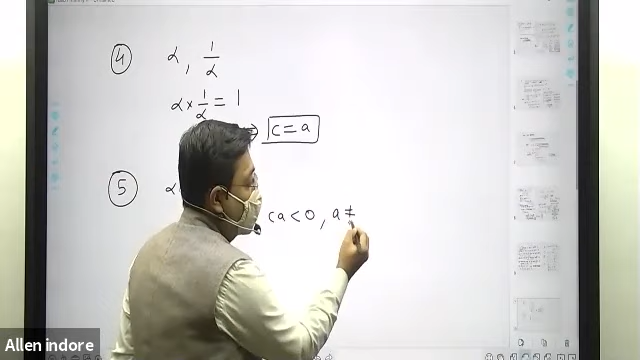 ④ α, 1/α
α × 1/α = 1
⇒ c = a
⑤ α
ca < 0, a ≠
Allen indore